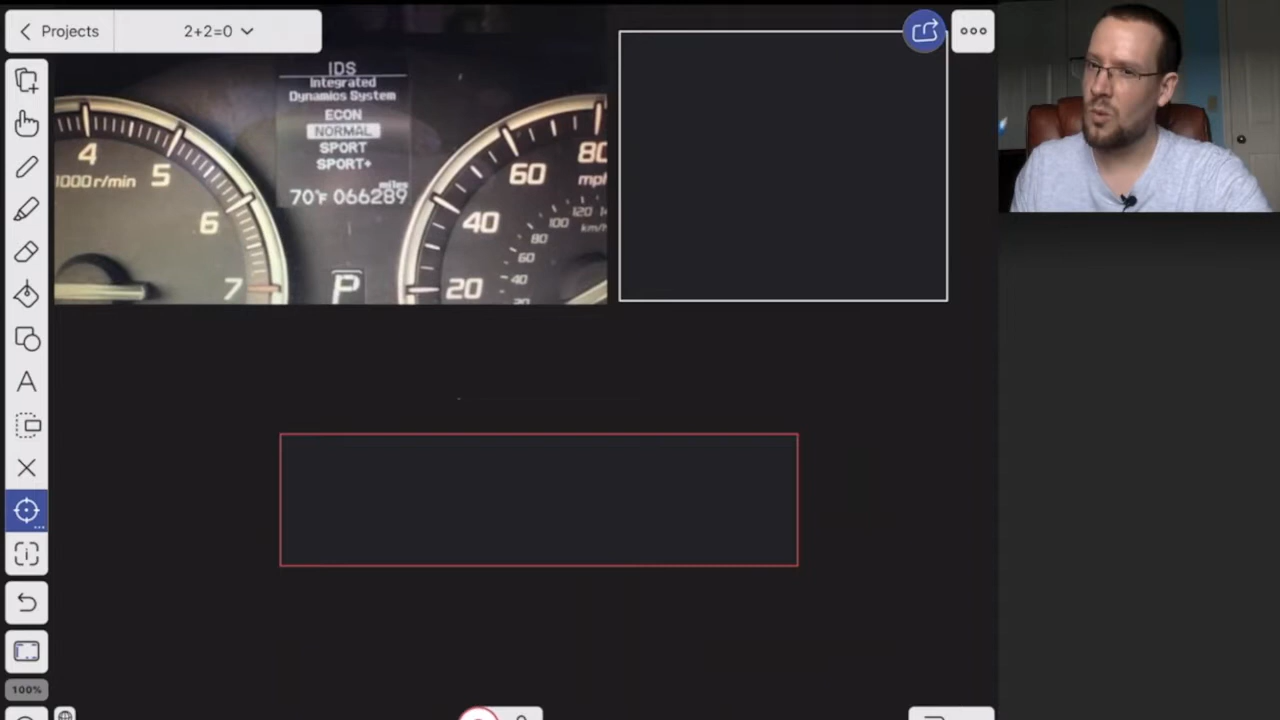 Projects
2+2=0
IDS
Integrated
Dynamics System
ECON
NORMAL
SPORT
SPORT+
miles
70°F 066289
4
1000 r/min
5
6
7
P
20
40
60
80
mph
120
100
km/h
80
60
40
20
A
100%